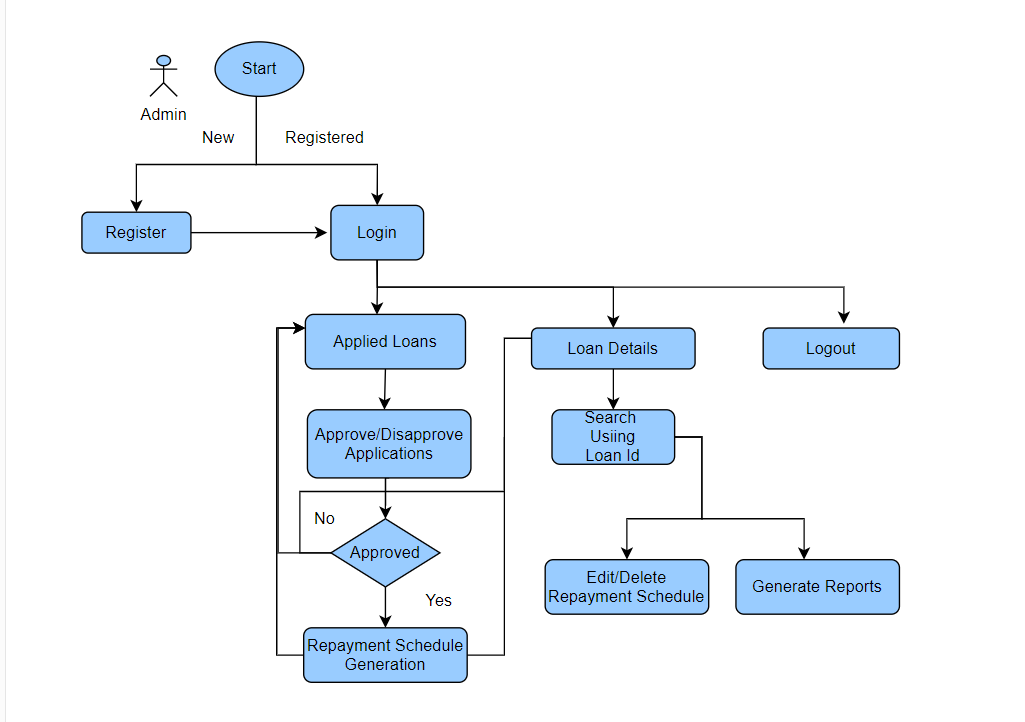 Start
Admin
New
Registered
Register
Login
Applied Loans
Loan Details
Logout
Approve/Disapprove
Applications
Search
Usiing
Loan Id
No
Approved
Yes
Edit/Delete
Repayment Schedule
Generate Reports
Repayment Schedule
Generation